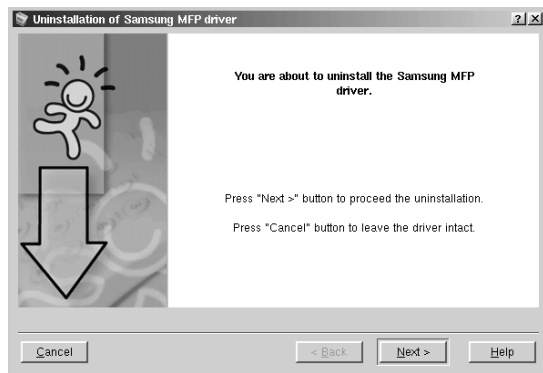 Uninstallation of Samsung MFP driver
? X
You are about to uninstall the Samsung MFP
driver.
Press "Next >" button to proceed the uninstallation.
Press "Cancel" button to leave the driver intact.
Cancel
< Back
Next >
Help